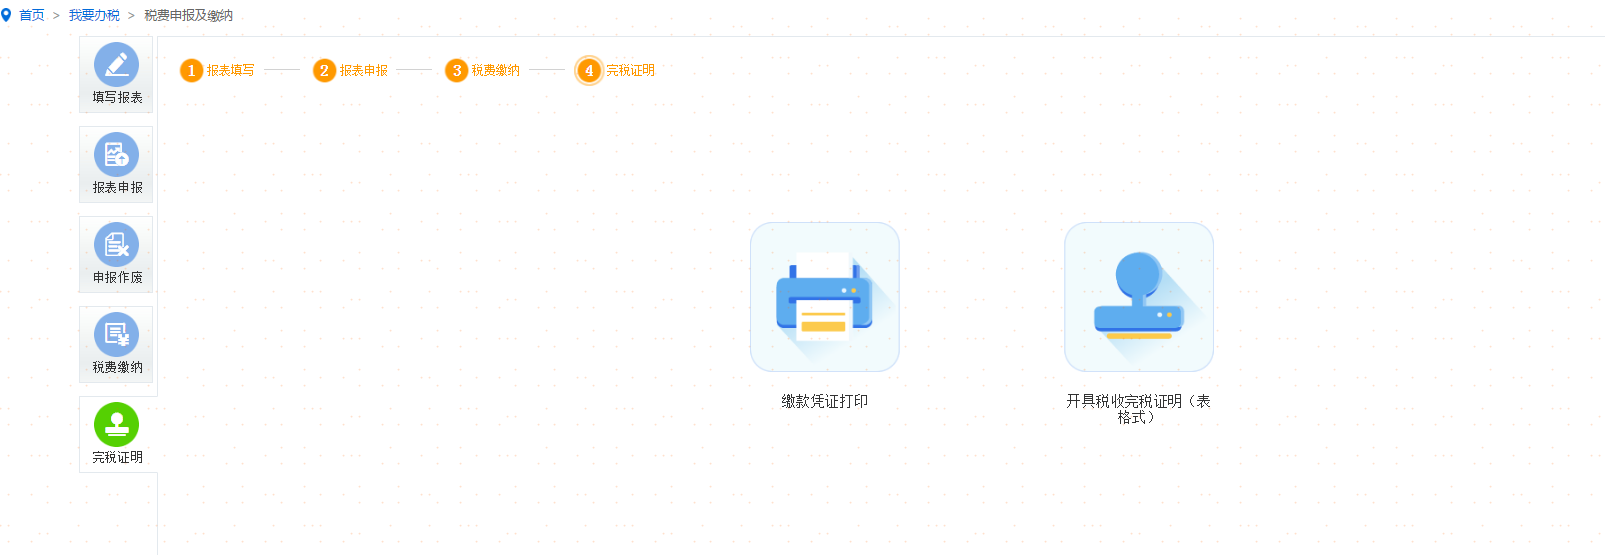 首页 > 我要办税 > 税费申报及缴纳
填写报表
报表申报
申报作废
税费缴纳
完税证明
1 报表填写 2 报表申报 3 税费缴纳 4 完税证明
缴款凭证打印
开具税收完税证明（表
格式）